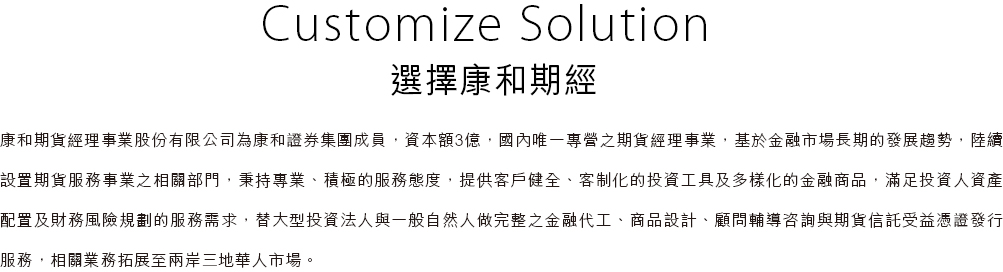 Customize Solution
選擇康和期經
康和期貨經理事業股份有限公司為康和證券集團成員，資本額3億，國內唯一專營之期貨經理事業，基於金融市場長期的發展趨勢，陸續
設置期貨服務事業之相關部門，秉持專業、積極的服務態度，提供客戶健全、客制化的投資工具及多樣化的金融商品，滿足投資人資產
配置及財務風險規劃的服務需求，替大型投資法人與一般自然人做完整之金融代工、商品設計、顧問輔導咨詢與期貨信託受益憑證發行
服務，相關業務拓展至兩岸三地華人市場。